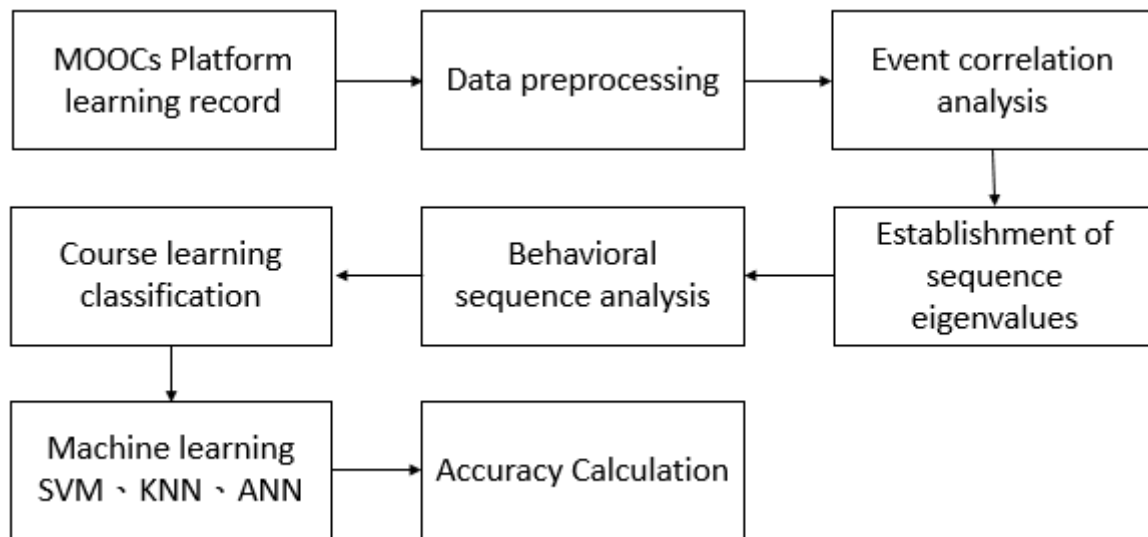 MOOCs Platform
learning record
Data preprocessing
Event correlation
analysis
Establishment of
sequence
eigenvalues
Behavioral
sequence analysis
Course learning
classification
Machine learning
SVM、KNN、ANN
Accuracy Calculation